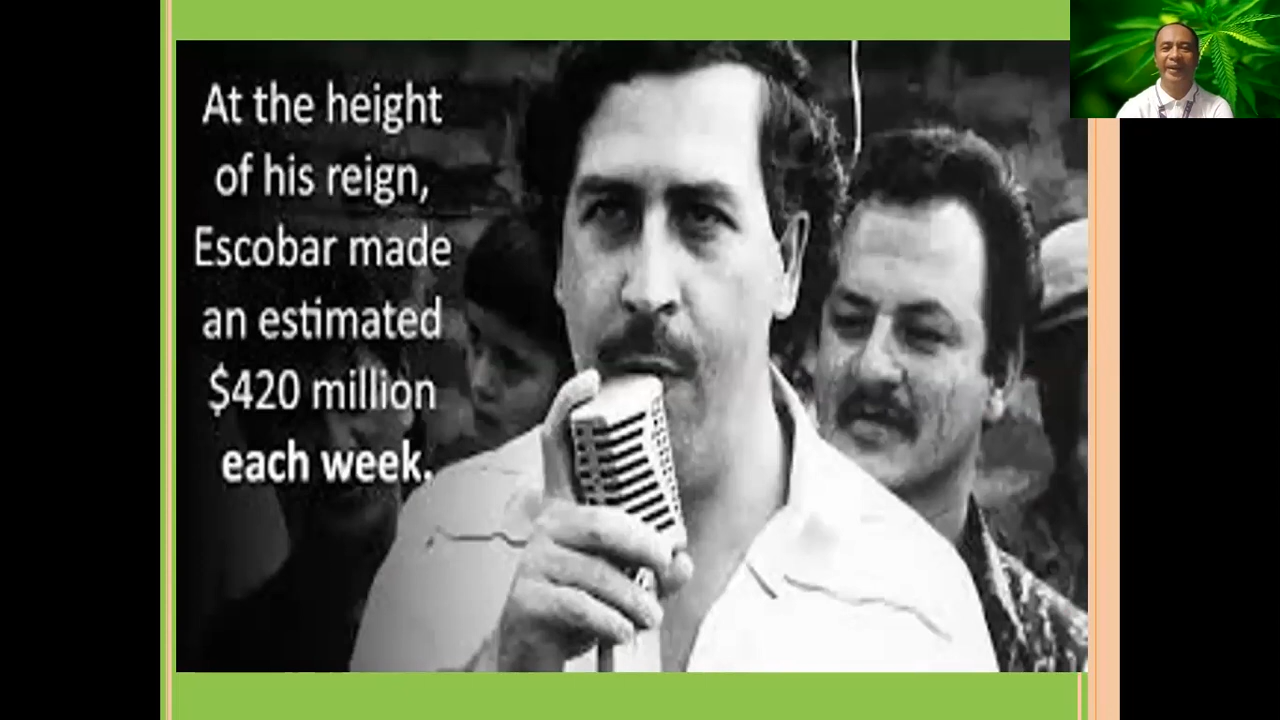 At the height
of his reign,
Escobar made
an estimated
$420 million
each week.